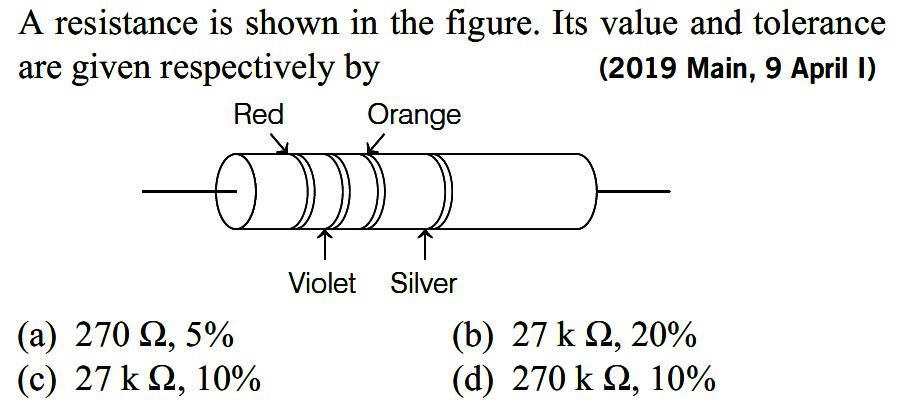 A resistance is shown in the figure. Its value and tolerance
are given respectively by (2019 Main, 9 April I)
Red Orange
Violet Silver
(a) 270 Ω, 5% (b) 27 k Ω, 20%
(c) 27 k Ω, 10% (d) 270 k Ω, 10%